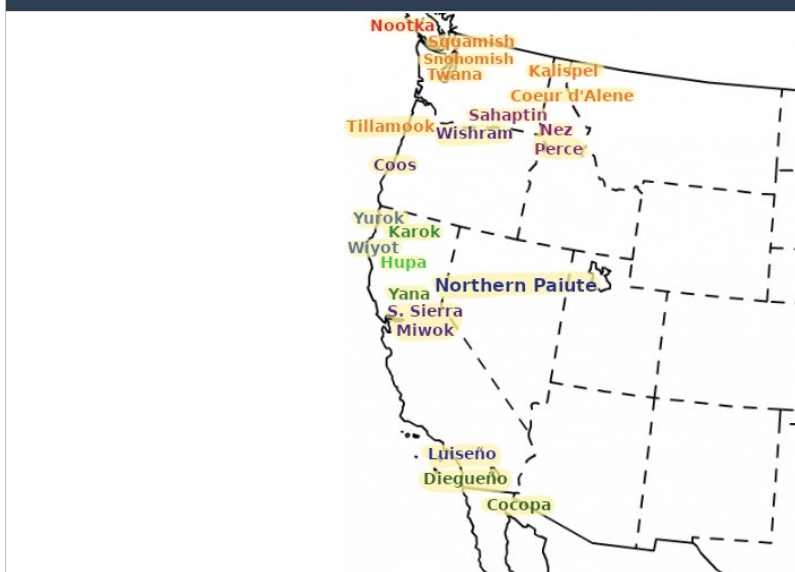 Nootka
Squamish
Snohomish
Twana
Kalispel
Coeur d'Alene
Sahaptin
Tillamook
Wishram
Nez
Perce
Coos
Yurok
Karok
Wiyot
Hupa
Northern Paiute
Yana
S. Sierra
Miwok
Luiseño
Diegueño
Cocopa